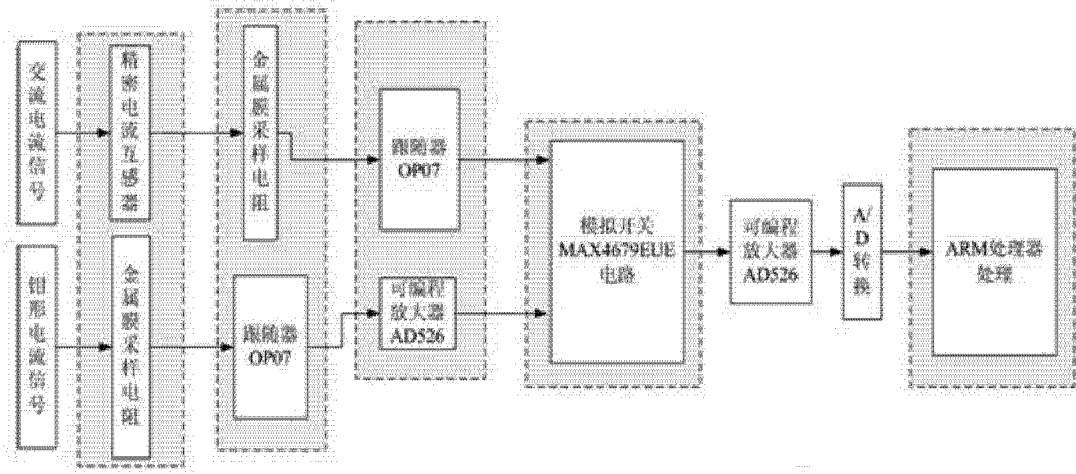 交流电流信号
精密电流互感器
金属膜采样电阻
跟随器
OP07
钳形电流信号
金属膜采样电阻
跟随器
OP07
可编程
放大器
AD526
模拟开关
MAX4679EUE
电路
可编程
放大器
AD526
A/D转换
ARM处理器
处理